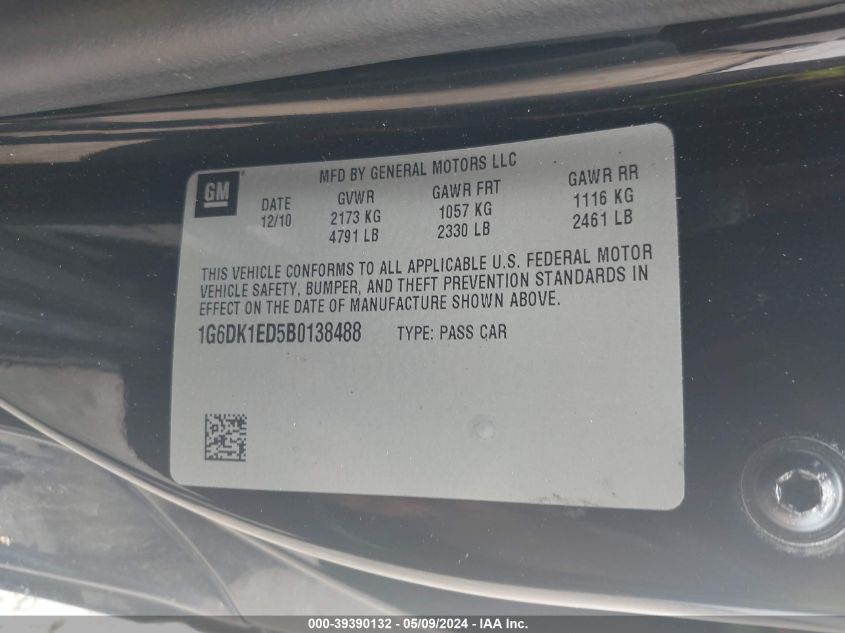 MFD BY GENERAL MOTORS LLC
GM
DATE GVWR GAWR FRT GAWR RR
12/10 2173 KG 1057 KG 1116 KG
4791 LB 2330 LB 2461 LB
THIS VEHICLE CONFORMS TO ALL APPLICABLE U.S. FEDERAL MOTOR
VEHICLE SAFETY, BUMPER, AND THEFT PREVENTION STANDARDS IN
EFFECT ON THE DATE OF MANUFACTURE SHOWN ABOVE.
1G6DK1ED5B0138488 TYPE: PASS CAR
000-39390132 - 05/09/2024 - IAA Inc.